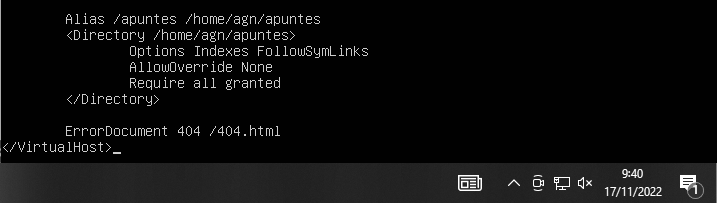 Alias /apuntes /home/agn/apuntes
<Directory /home/agn/apuntes>
Options Indexes FollowSymLinks
AllowOverride None
Require all granted
</Directory>
ErrorDocument 404 /404.html
</VirtualHost>_
9:40
17/11/2022
1